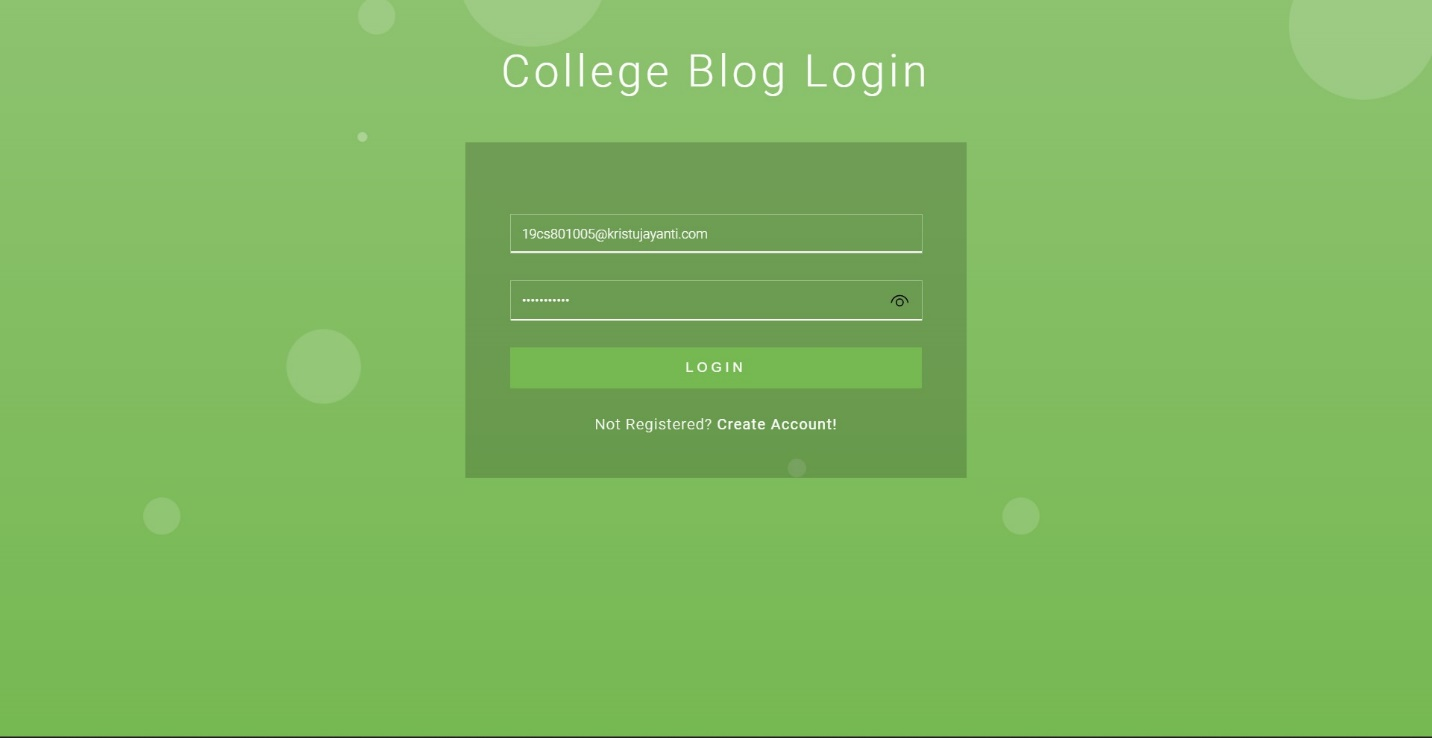 College Blog Login
19cs801005@kristujayanti.com
•••••••••••
LOGIN
Not Registered? Create Account!